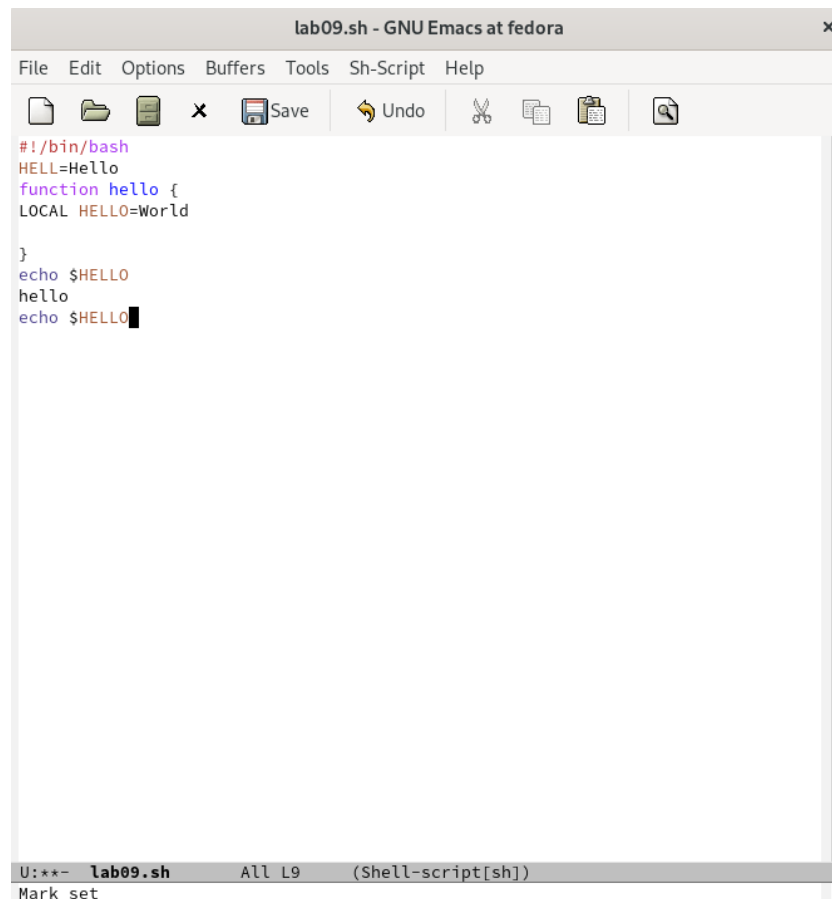 lab09.sh - GNU Emacs at fedora ×
File Edit Options Buffers Tools Sh-Script Help
Save Undo
#!/bin/bash
HELL=Hello
function hello {
LOCAL HELLO=World
}
echo $HELLO
hello
echo $HELLO
U:**- lab09.sh All L9 (Shell-script[sh])
Mark set